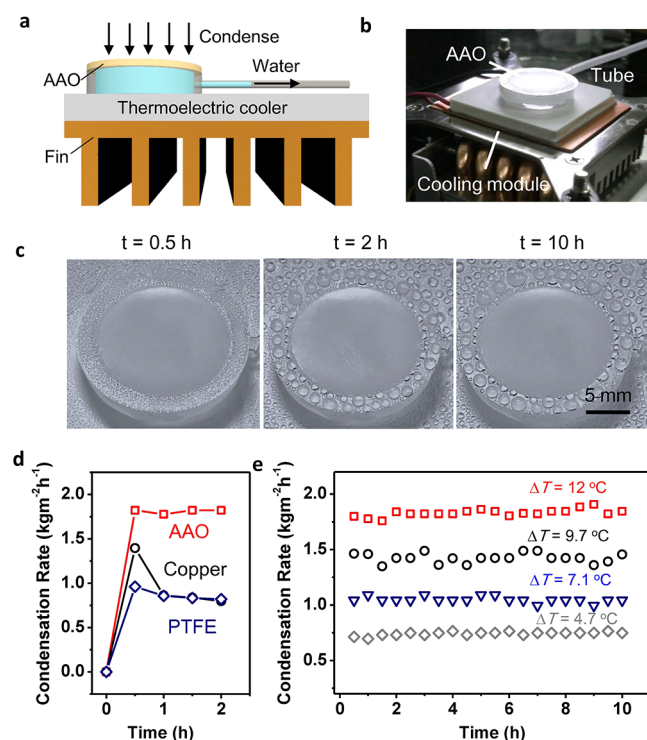 a
Condense
AAO
Water
Thermoelectric cooler
Fin
b
AAO
Tube
Cooling module
c
t = 0.5 h
t = 2 h
t = 10 h
5 mm
d
Condensation Rate (kgm⁻²h⁻¹)
2.0
1.5
1.0
0.5
0.0
AAO
Copper
PTFE
0
1
2
Time (h)
e
Condensation Rate (kgm⁻²h⁻¹)
2.0
1.5
1.0
0.5
ΔT = 12 °C
ΔT = 9.7 °C
ΔT = 7.1 °C
ΔT = 4.7 °C
0
2
4
6
8
10
Time (h)